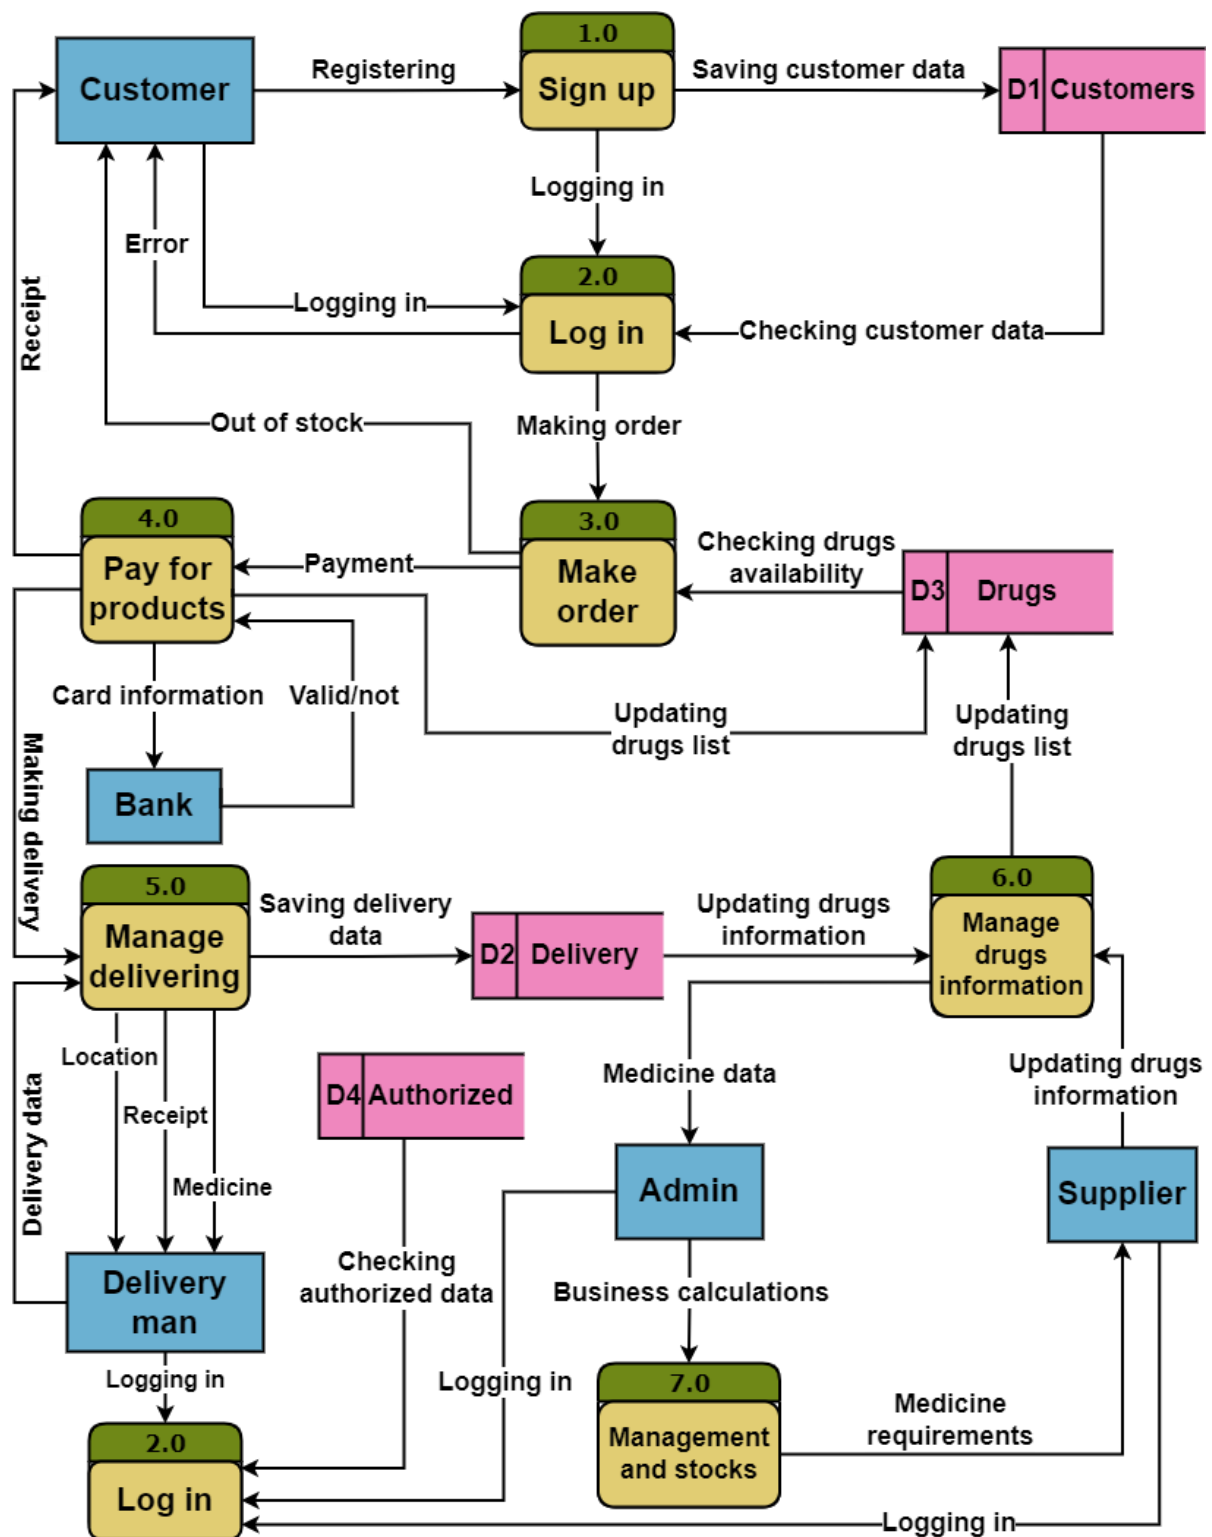 1.0
Customer
Registering
Sign up
Saving customer data
D1
Customers
Logging in
Error
2.0
Logging in
Log in
Checking customer data
Receipt
Out of stock
Making order
4.0
3.0
Pay for
products
Payment
Make
order
Checking drugs
availability
D3
Drugs
Card information
Valid/not
Updating
drugs list
Updating
drugs list
Making delivery
Bank
5.0
Manage
delivering
Saving delivery
data
D2
Delivery
Updating drugs
information
6.0
Manage
drugs
information
Location
Receipt
Medicine
Delivery data
D4
Authorized
Medicine data
Updating drugs
information
Admin
Supplier
Delivery
man
Checking
authorized data
Business calculations
Logging in
Logging in
7.0
Management
and stocks
Medicine
requirements
2.0
Log in
Logging in